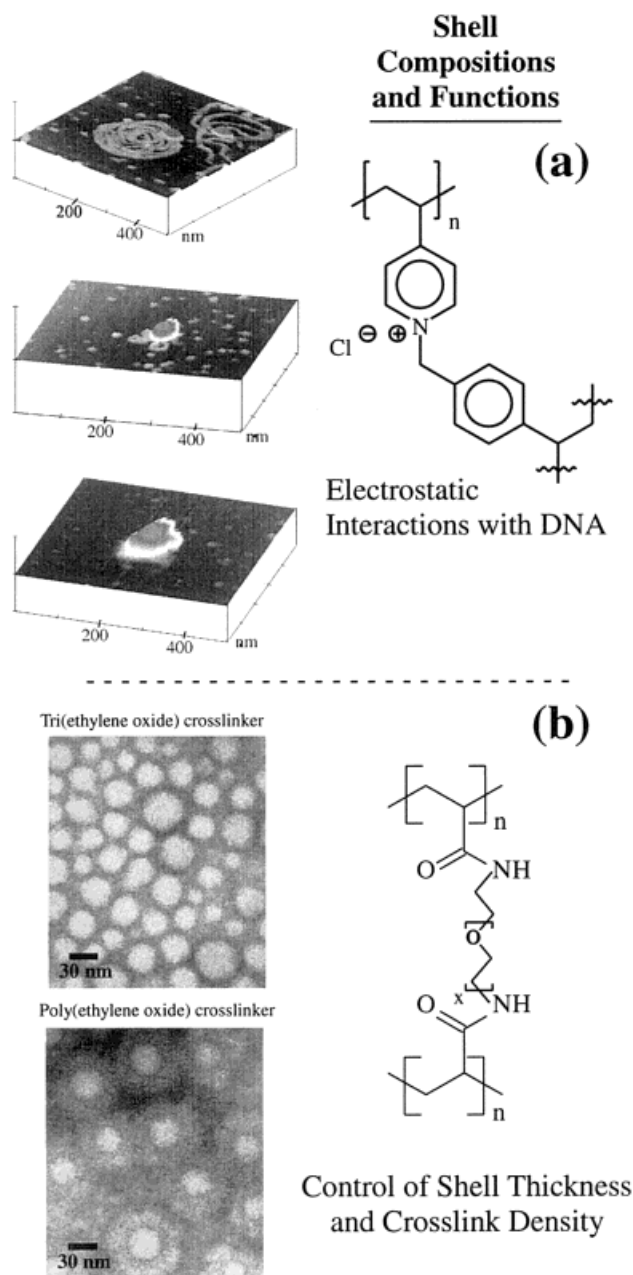 Shell
Compositions
and Functions
(a)
200
400
nm
n
N
Cl ⊖ ⊕
200
400
nm
Electrostatic
Interactions with DNA
200
400
nm
(b)
Tri(ethylene oxide) crosslinker
30 nm
n
O
NH
O
x
O
NH
n
Poly(ethylene oxide) crosslinker
30 nm
Control of Shell Thickness
and Crosslink Density